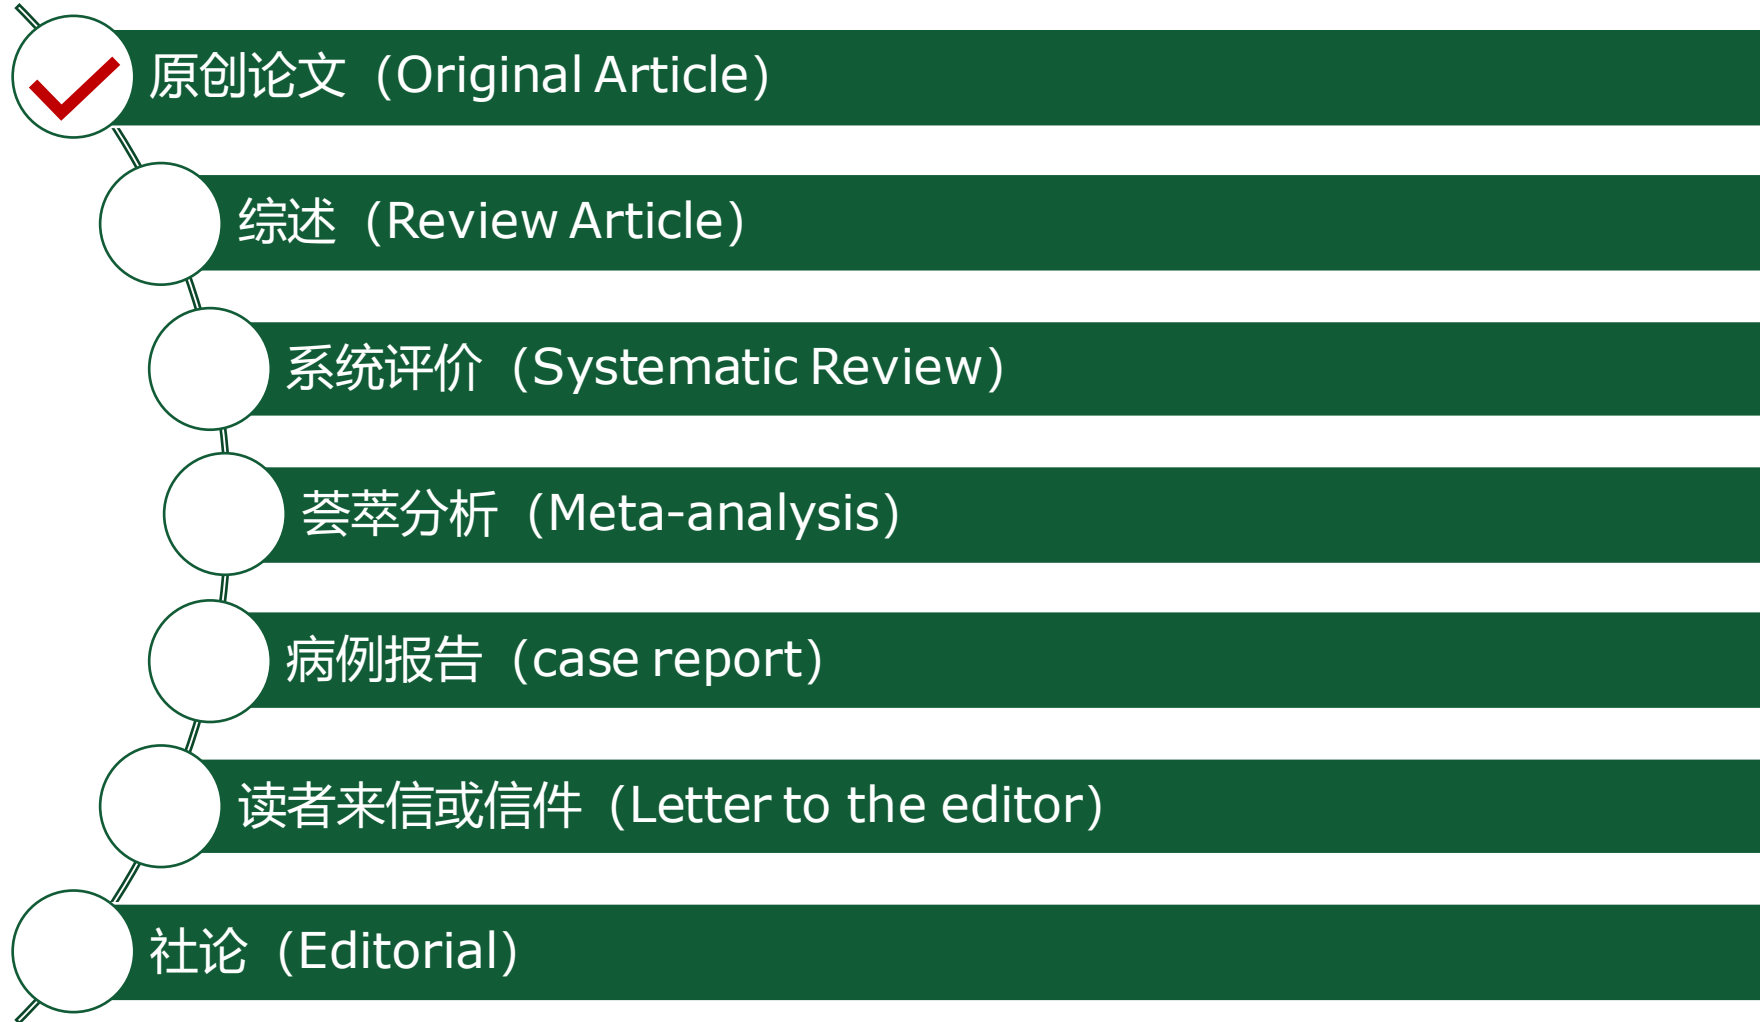 原创论文（Original Article）
综述（Review Article）
系统评价（Systematic Review）
荟萃分析（Meta-analysis）
病例报告（case report）
读者来信或信件（Letter to the editor）
社论（Editorial）